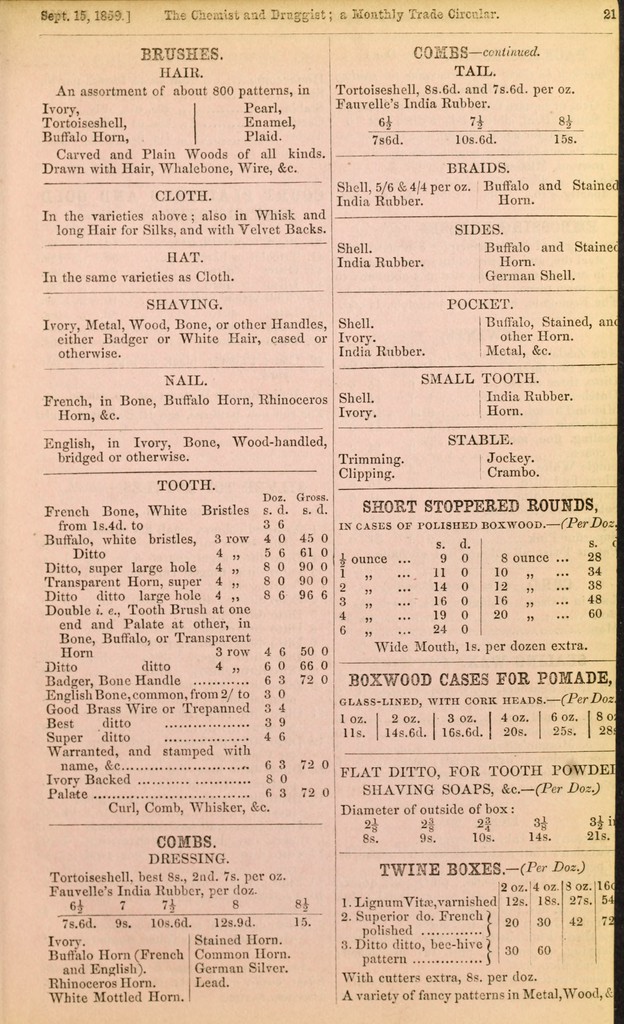 Sept. 15, 1859.] The Chemist and Druggist; a Monthly Trade Circular. 21
BRUSHES.
HAIR.
An assortment of about 800 patterns, in
Ivory, Pearl,
Tortoiseshell, Enamel,
Buffalo Horn, Plaid.
Carved and Plain Woods of all kinds.
Drawn with Hair, Whalebone, Wire, &c.
CLOTH.
In the varieties above; also in Whisk and
long Hair for Silks, and with Velvet Backs.
HAT.
In the same varieties as Cloth.
SHAVING.
Ivory, Metal, Wood, Bone, or other Handles,
either Badger or White Hair, cased or
otherwise.
NAIL.
French, in Bone, Buffalo Horn, Rhinoceros
Horn, &c.
English, in Ivory, Bone, Wood-handled,
bridged or otherwise.
TOOTH.
Doz. Gross.
French Bone, White Bristles s. d. s. d.
from 1s.4d. to 3 6
Buffalo, white bristles, 3 row 4 0 45 0
Ditto 4 „ 5 6 61 0
Ditto, super large hole 4 „ 8 0 90 0
Transparent Horn, super 4 „ 8 0 90 0
Ditto ditto large hole 4 „ 8 6 96 6
Double i. e., Tooth Brush at one
end and Palate at other, in
Bone, Buffalo, or Transparent
Horn 3 row 4 6 50 0
Ditto ditto 4 „ 6 0 66 0
Badger, Bone Handle ............ 6 3 72 0
English Bone, common, from 2/ to 3 0
Good Brass Wire or Trepanned 3 4
Best ditto ................. 3 9
Super ditto ................. 4 6
Warranted, and stamped with
name, &c. ......................... 6 3 72 0
Ivory Backed ....................... 8 0
Palate ................................ 6 3 72 0
Curl, Comb, Whisker, &c.
COMBS.
DRESSING.
Tortoiseshell, best 8s., 2nd. 7s. per oz.
Fauvelle's India Rubber, per doz.
6½ 7 7½ 8 8½
7s.6d. 9s. 10s.6d. 12s.9d. 15.
Ivory. Stained Horn.
Buffalo Horn (French Common Horn.
and English). German Silver.
Rhinoceros Horn. Lead.
White Mottled Horn.
COMBS—continued.
TAIL.
Tortoiseshell, 8s.6d. and 7s.6d. per oz.
Fauvelle's India Rubber.
6½ 7½ 8½
7s6d. 10s.6d. 15s.
BRAIDS.
Shell, 5/6 & 4/4 per oz. Buffalo and Stained
India Rubber. Horn.
SIDES.
Shell. Buffalo and Staine
India Rubber. Horn.
German Shell.
POCKET.
Shell. Buffalo, Stained, and
Ivory. other Horn.
India Rubber. Metal, &c.
SMALL TOOTH.
Shell. India Rubber.
Ivory. Horn.
STABLE.
Trimming. Jockey.
Clipping. Crambo.
SHORT STOPPERED ROUNDS,
IN CASES OF POLISHED BOXWOOD.—(Per Doz.
s. d. s.
½ ounce ... 9 0 8 ounce ... 28
1 „ ... 11 0 10 „ ... 34
2 „ ... 14 0 12 „ ... 38
3 „ ... 16 0 16 „ ... 48
4 „ ... 19 0 20 „ ... 60
6 „ ... 24 0
Wide Mouth, 1s. per dozen extra.
BOXWOOD CASES FOR POMADE,
GLASS-LINED, WITH CORK HEADS.—(Per Doz.
1 oz. 2 oz. 3 oz. 4 oz. 6 oz. 8 o
11s. 14s.6d. 16s.6d. 20s. 25s. 28s
FLAT DITTO, FOR TOOTH POWDE
SHAVING SOAPS, &c.—(Per Doz.)
Diameter of outside of box:
2⅛ 2⅜ 2¾ 3⅛ 3½ i
8s. 9s. 10s. 14s. 21s.
TWINE BOXES.—(Per Doz.)
2 oz. 4 oz. 8 oz. 16
1. Lignum Vitæ, varnished 12s. 18s. 27s. 54
2. Superior do. French
polished ............. 20 30 42 72
3. Ditto ditto, bee-hive
pattern ................ 30 60
With cutters extra, 8s. per doz.
A variety of fancy patterns in Metal, Wood, &